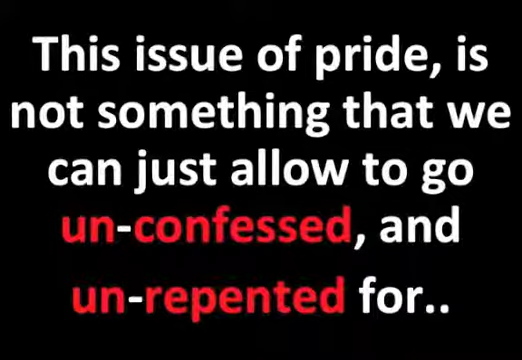 This issue of pride, is
not something that we
can just allow to go
un-confessed, and
un-repented for..